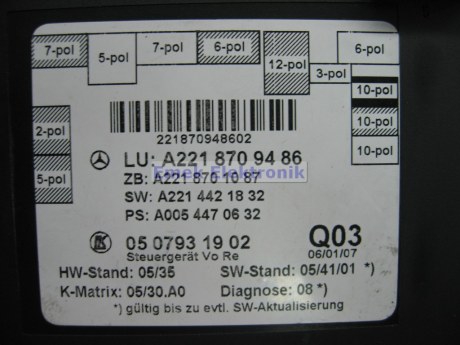 7-pol
5-pol
7-pol
6-pol
12-pol
3-pol
6-pol
10-pol
10-pol
10-pol
2-pol
5-pol
221870948602
LU: A221 870 94 86
Emek Elektronik
ZB: A221 870 10 87
SW: A221 442 18 32
PS: A005 447 06 32
05 0793 19 02
Q03
Steuergerät Vo Re
06/01/07
HW-Stand: 05/35 SW-Stand: 05/41/01 *)
K-Matrix: 05/30.A0 Diagnose: 08 *)
*) gültig bis zu evtl. SW-Aktualisierung